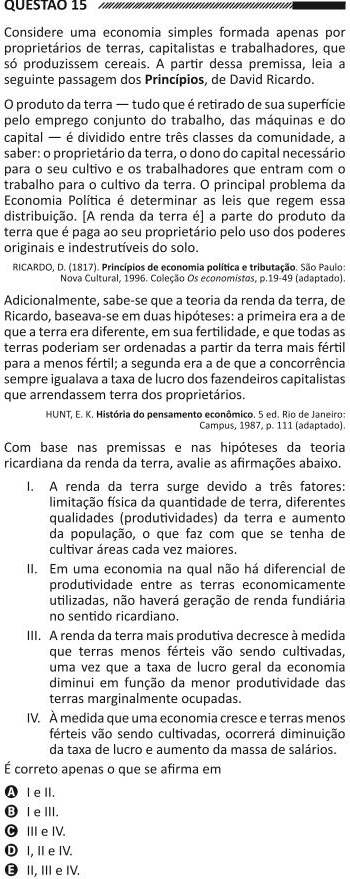 QUESTÃO 15
Considere uma economia simples formada apenas por
proprietários de terras, capitalistas e trabalhadores, que
só produzissem cereais. A partir dessa premissa, leia a
seguinte passagem dos Princípios, de David Ricardo.
O produto da terra — tudo que é retirado de sua superfície
pelo emprego conjunto do trabalho, das máquinas e do
capital — é dividido entre três classes da comunidade, a
saber: o proprietário da terra, o dono do capital necessário
para o seu cultivo e os trabalhadores que entram com o
trabalho para o cultivo da terra. O principal problema da
Economia Política é determinar as leis que regem essa
distribuição. [A renda da terra é] a parte do produto da
terra que é paga ao seu proprietário pelo uso dos poderes
originais e indestrutíveis do solo.
RICARDO, D. (1817). Princípios de economia política e tributação. São Paulo:
Nova Cultural, 1996. Coleção Os economistas, p.19-49 (adaptado).
Adicionalmente, sabe-se que a teoria da renda da terra, de
Ricardo, baseava-se em duas hipóteses: a primeira era a de
que a terra era diferente, em sua fertilidade, e que todas as
terras poderiam ser ordenadas a partir da terra mais fértil
para a menos fértil; a segunda era a de que a concorrência
sempre igualava a taxa de lucro dos fazendeiros capitalistas
que arrendassem terra dos proprietários.
HUNT, E. K. História do pensamento econômico. 5 ed. Rio de Janeiro:
Campus, 1987, p. 111 (adaptado).
Com base nas premissas e nas hipóteses da teoria
ricardiana da renda da terra, avalie as afirmações abaixo.
I. A renda da terra surge devido a três fatores:
limitação física da quantidade de terra, diferentes
qualidades (produtividades) da terra e aumento
da população, o que faz com que se tenha de
cultivar áreas cada vez maiores.
II. Em uma economia na qual não há diferencial de
produtividade entre as terras economicamente
utilizadas, não haverá geração de renda fundiária
no sentido ricardiano.
III. A renda da terra mais produtiva decresce à medida
que terras menos férteis vão sendo cultivadas,
uma vez que a taxa de lucro geral da economia
diminui em função da menor produtividade das
terras marginalmente ocupadas.
IV. À medida que uma economia cresce e terras menos
férteis vão sendo cultivadas, ocorrerá diminuição
da taxa de lucro e aumento da massa de salários.
É correto apenas o que se afirma em
A I e II.
B I e III.
C III e IV.
D I, II e IV.
E II, III e IV.